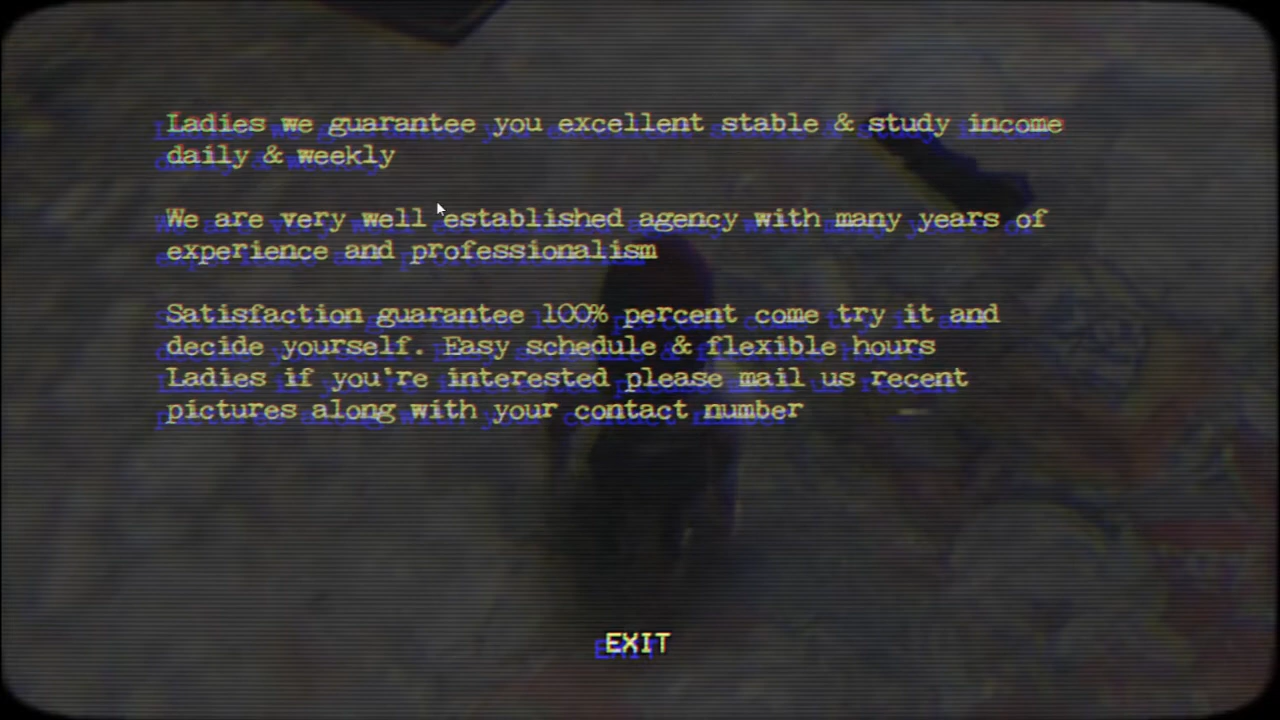 Ladies we guarantee you excellent stable & study income
daily & weekly
We are very well established agency with many years of
experience and professionalism
Satisfaction guarantee 100% percent come try it and
decide yourself. Easy schedule & flexible hours
Ladies if you're interested please mail us recent
pictures along with your contact number
EXIT